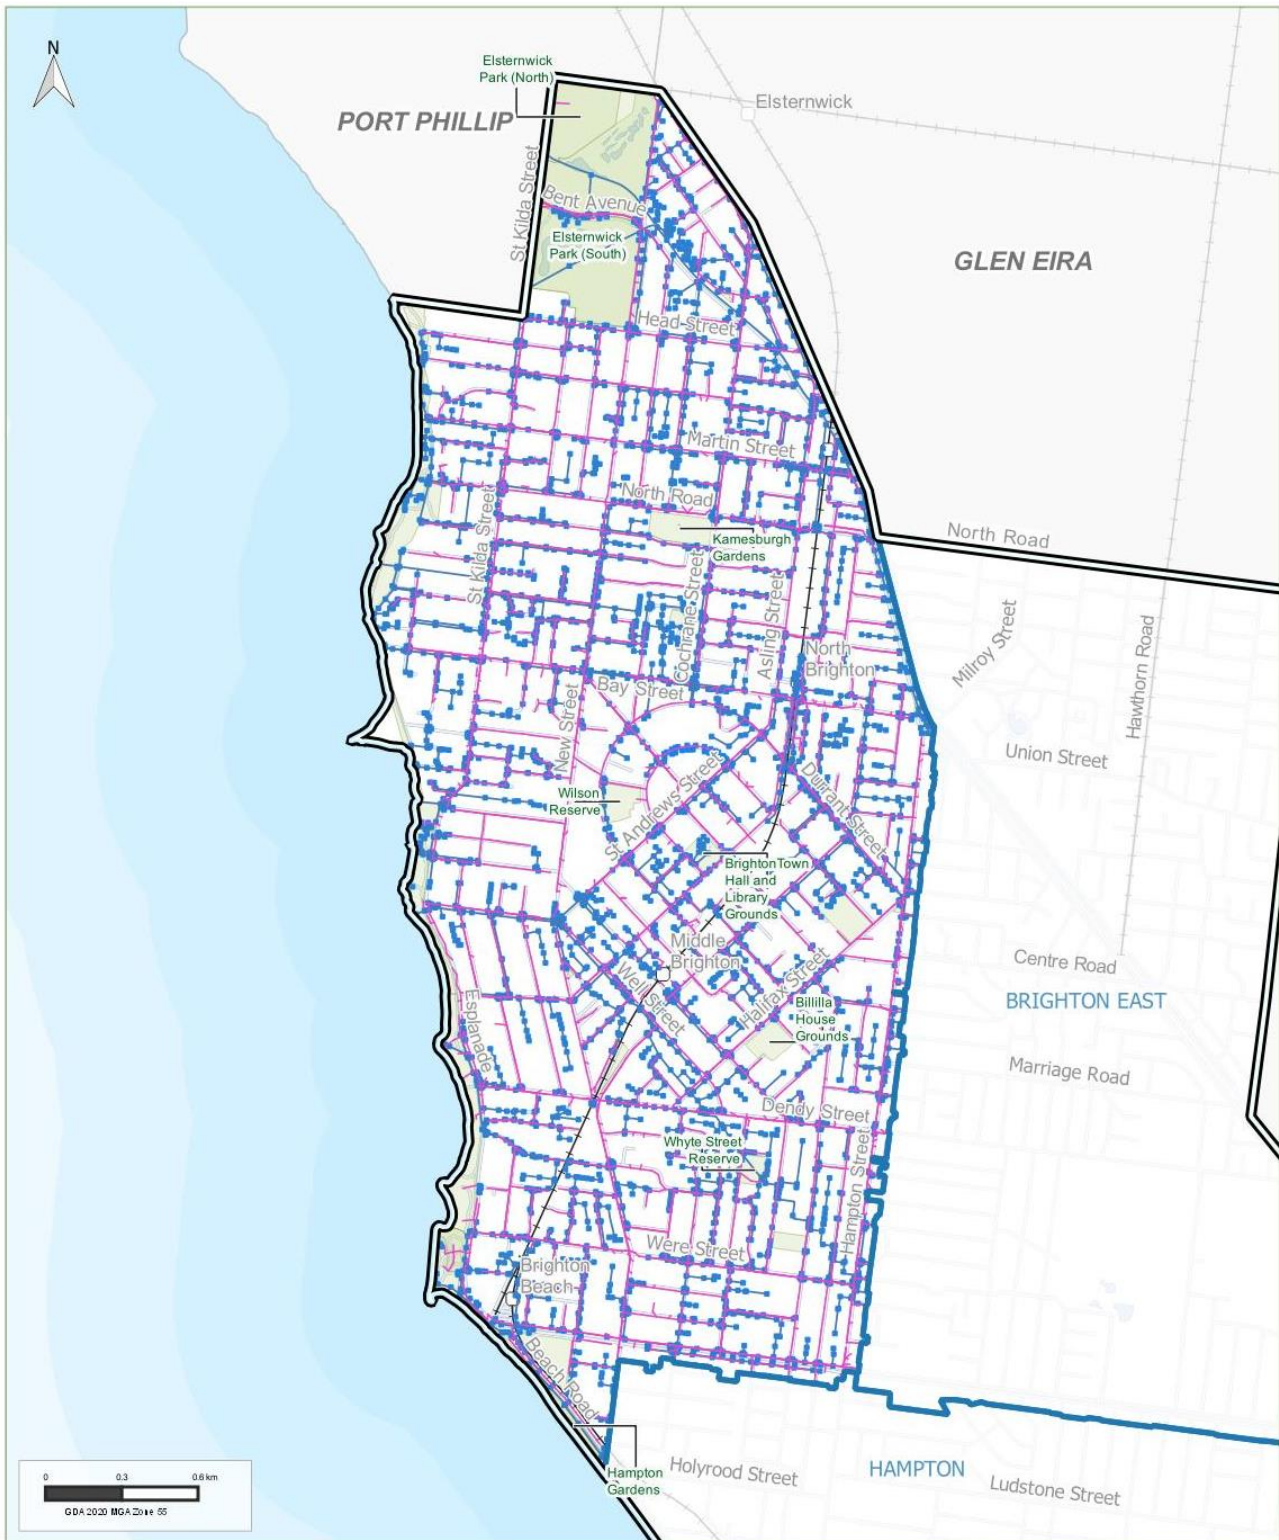 N
Elsternwick
Park (North)
PORT PHILLIP
Elsternwick
St Kilda Street
Bent Avenue
Elsternwick
Park (South)
GLEN EIRA
Head Street
Martin Street
North Road
St Kilda Street
Kamesburgh
Gardens
North Road
Cochrane Street
Asling Street
North
Brighton
Milroy Street
Hawthorn Road
Bay Street
New Street
Union Street
Durrant Street
Wilson
Reserve
St Andrews Street
Brighton Town
Hall and
Library
Grounds
Middle
Brighton
Centre Road
Well Street
Halifax Street
BRIGHTON EAST
Esplanade
Billilla
House
Grounds
Marriage Road
Dendy Street
Whyte Street
Reserve
Hampton Street
Were Street
Brighton
Beach
Beach Road
Hampton
Gardens
Holyrood Street
HAMPTON
Ludstone Street
0 0.3 0.6 km
GDA 2020 MGA Zone 55